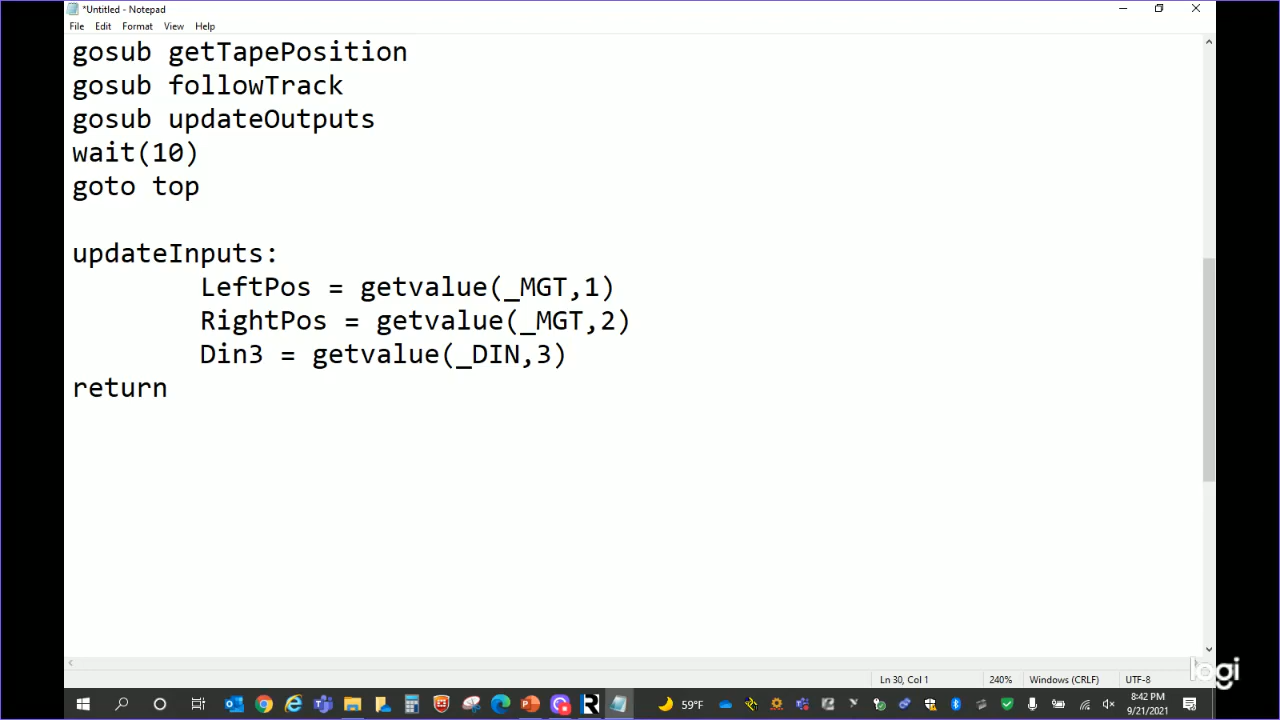 *Untitled - Notepad
File Edit Format View Help
gosub getTapePosition
gosub followTrack
gosub updateOutputs
wait(10)
goto top
updateInputs:
LeftPos = getvalue(_MGT,1)
RightPos = getvalue(_MGT,2)
Din3 = getvalue(_DIN,3)
return
logi
Ln 30, Col 1 240% Windows (CRLF) UTF-8
59°F
8:42 PM
9/21/2021